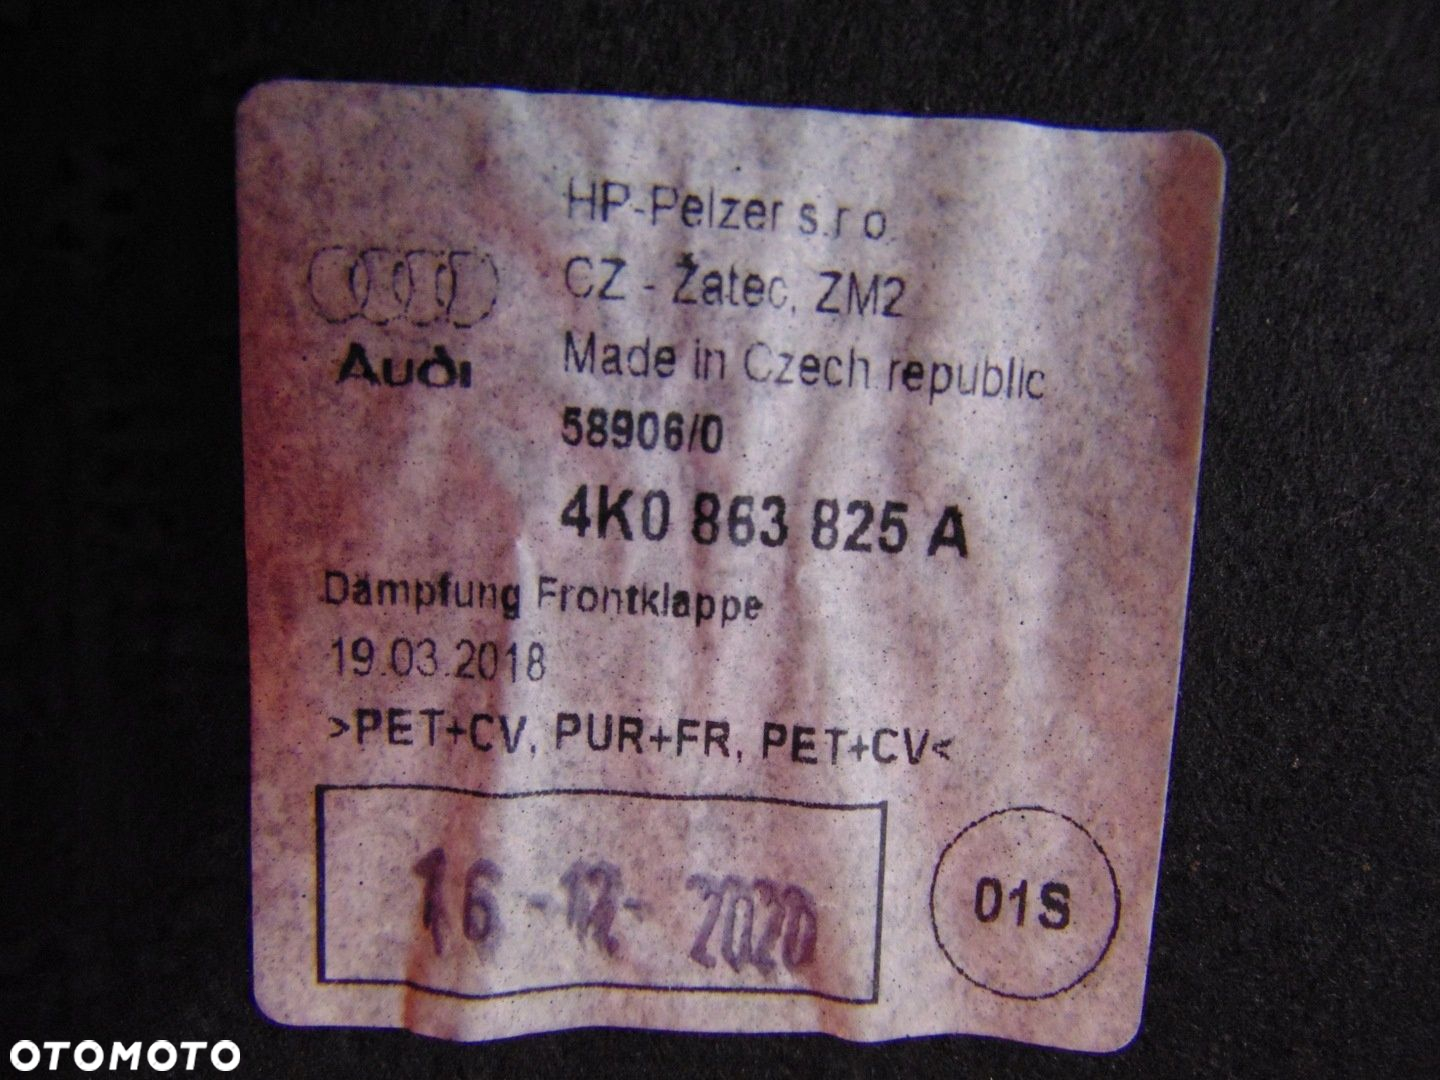 HP-Pelzer s.r o.
CZ - Žatec, ZM2
Audi
Made in Czech republic
58906/0
4K0 863 825 A
Dämpfung Frontklappe
19.03.2018
>PET+CV, PUR+FR, PET+CV<
16-12-2020
01S
OTOMOTO